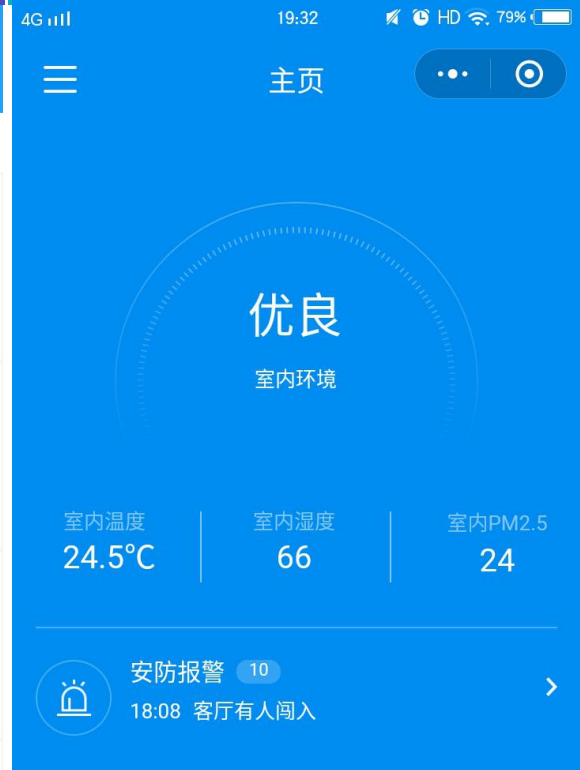 4G 19:32 HD 79%
主页
优良
室内环境
室内温度 室内湿度 室内PM2.5
24.5℃ 66 24
安防报警 10
18:08 客厅有人闯入